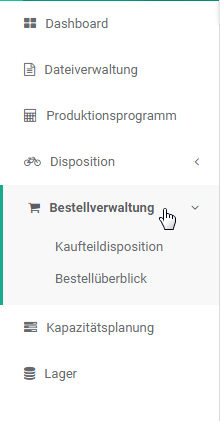 Dashboard
Dateiverwaltung
Produktionsprogramm
Disposition
Bestellverwaltung
Kaufteildisposition
Bestellüberblick
Kapazitätsplanung
Lager